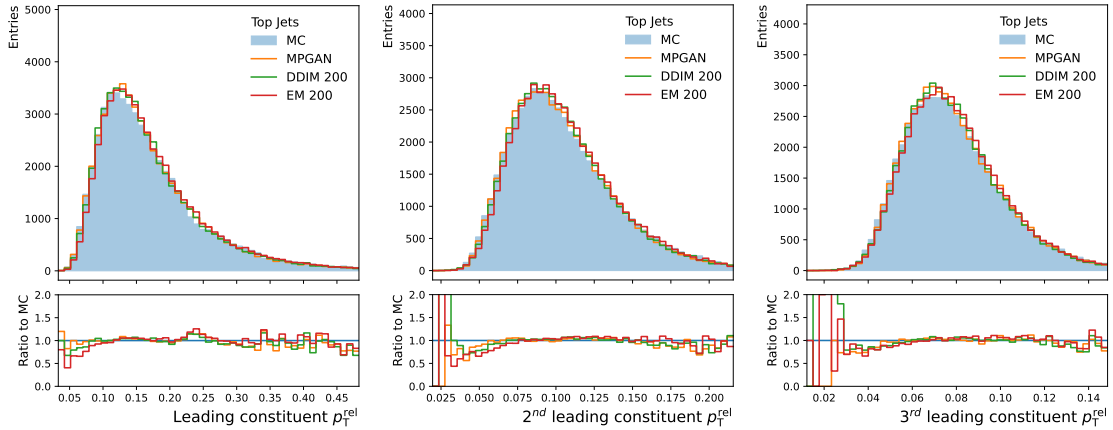 Entries
5000
4000
3000
2000
1000
0
Top Jets
MC
MPGAN
DDIM 200
EM 200
Ratio to MC
2.0
1.5
1.0
0.5
0.0
0.05 0.10 0.15 0.20 0.25 0.30 0.35 0.40 0.45
Leading constituent p_T^rel
Entries
4000
3500
3000
2500
2000
1500
1000
500
0
Top Jets
MC
MPGAN
DDIM 200
EM 200
Ratio to MC
2.0
1.5
1.0
0.5
0.0
0.025 0.050 0.075 0.100 0.125 0.150 0.175 0.200
2^nd leading constituent p_T^rel
Entries
4000
3500
3000
2500
2000
1500
1000
500
0
Top Jets
MC
MPGAN
DDIM 200
EM 200
Ratio to MC
2.0
1.5
1.0
0.5
0.0
0.02 0.04 0.06 0.08 0.10 0.12 0.14
3^rd leading constituent p_T^rel